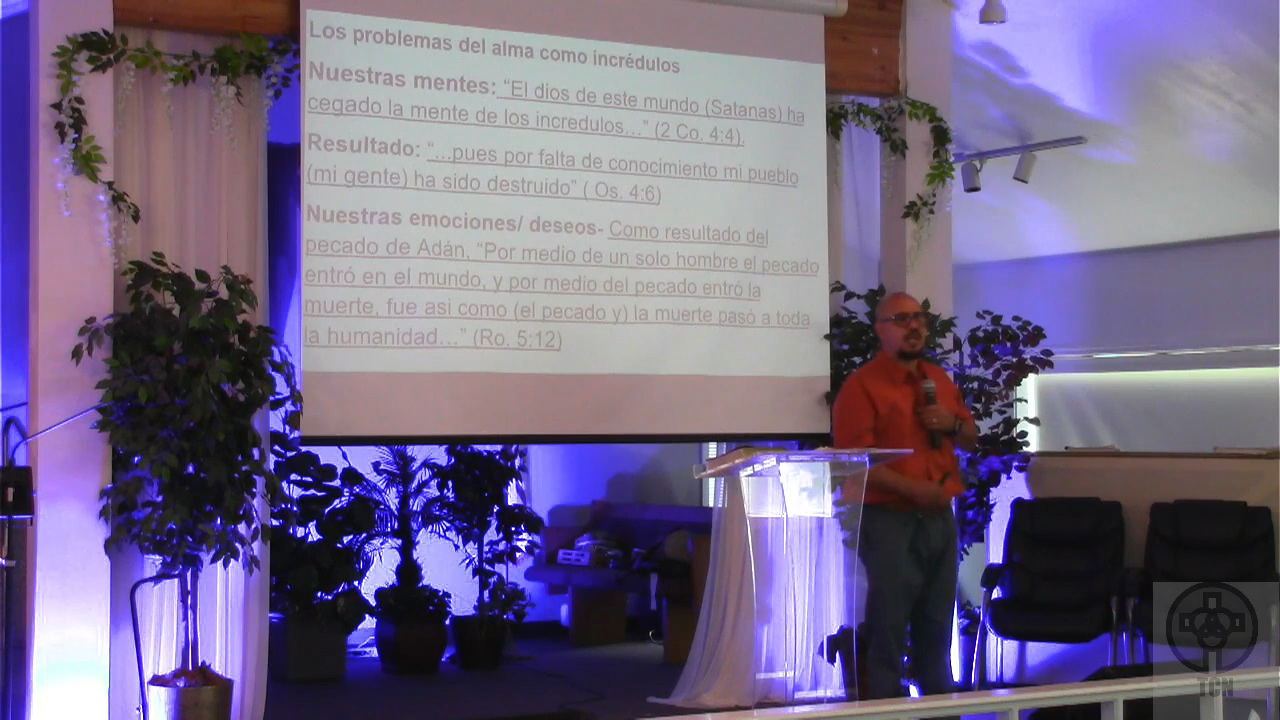 Los problemas del alma como incrédulos
Nuestras mentes: “El dios de este mundo (Satanas) ha
cegado la mente de los incredulos…” (2 Co. 4:4).
Resultado: “…pues por falta de conocimiento mi pueblo
(mi gente) ha sido destruido” ( Os. 4:6)
Nuestras emociones/ deseos- Como resultado del
pecado de Adán, “Por medio de un solo hombre el pecado
entró en el mundo, y por medio del pecado entró la
muerte, fue asi como (el pecado y) la muerte pasó a toda
la humanidad…” (Ro. 5:12)
TCN